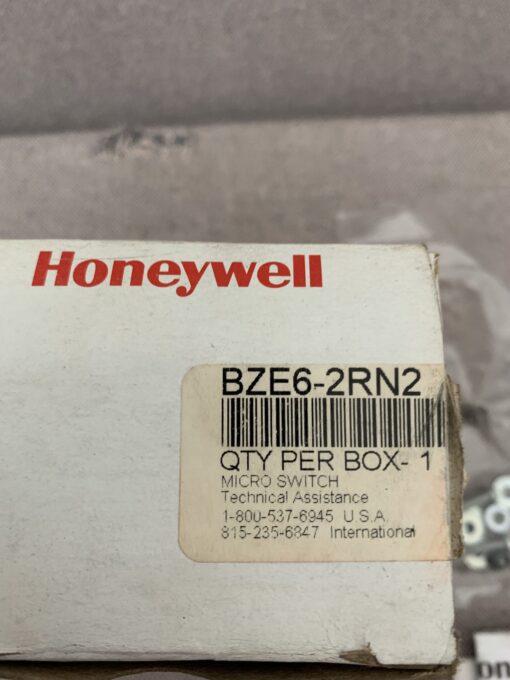 Honeywell
BZE6-2RN2
QTY PER BOX- 1
MICRO SWITCH
Technical Assistance
1-800-537-6945 U.S.A.
815-235-6847 International